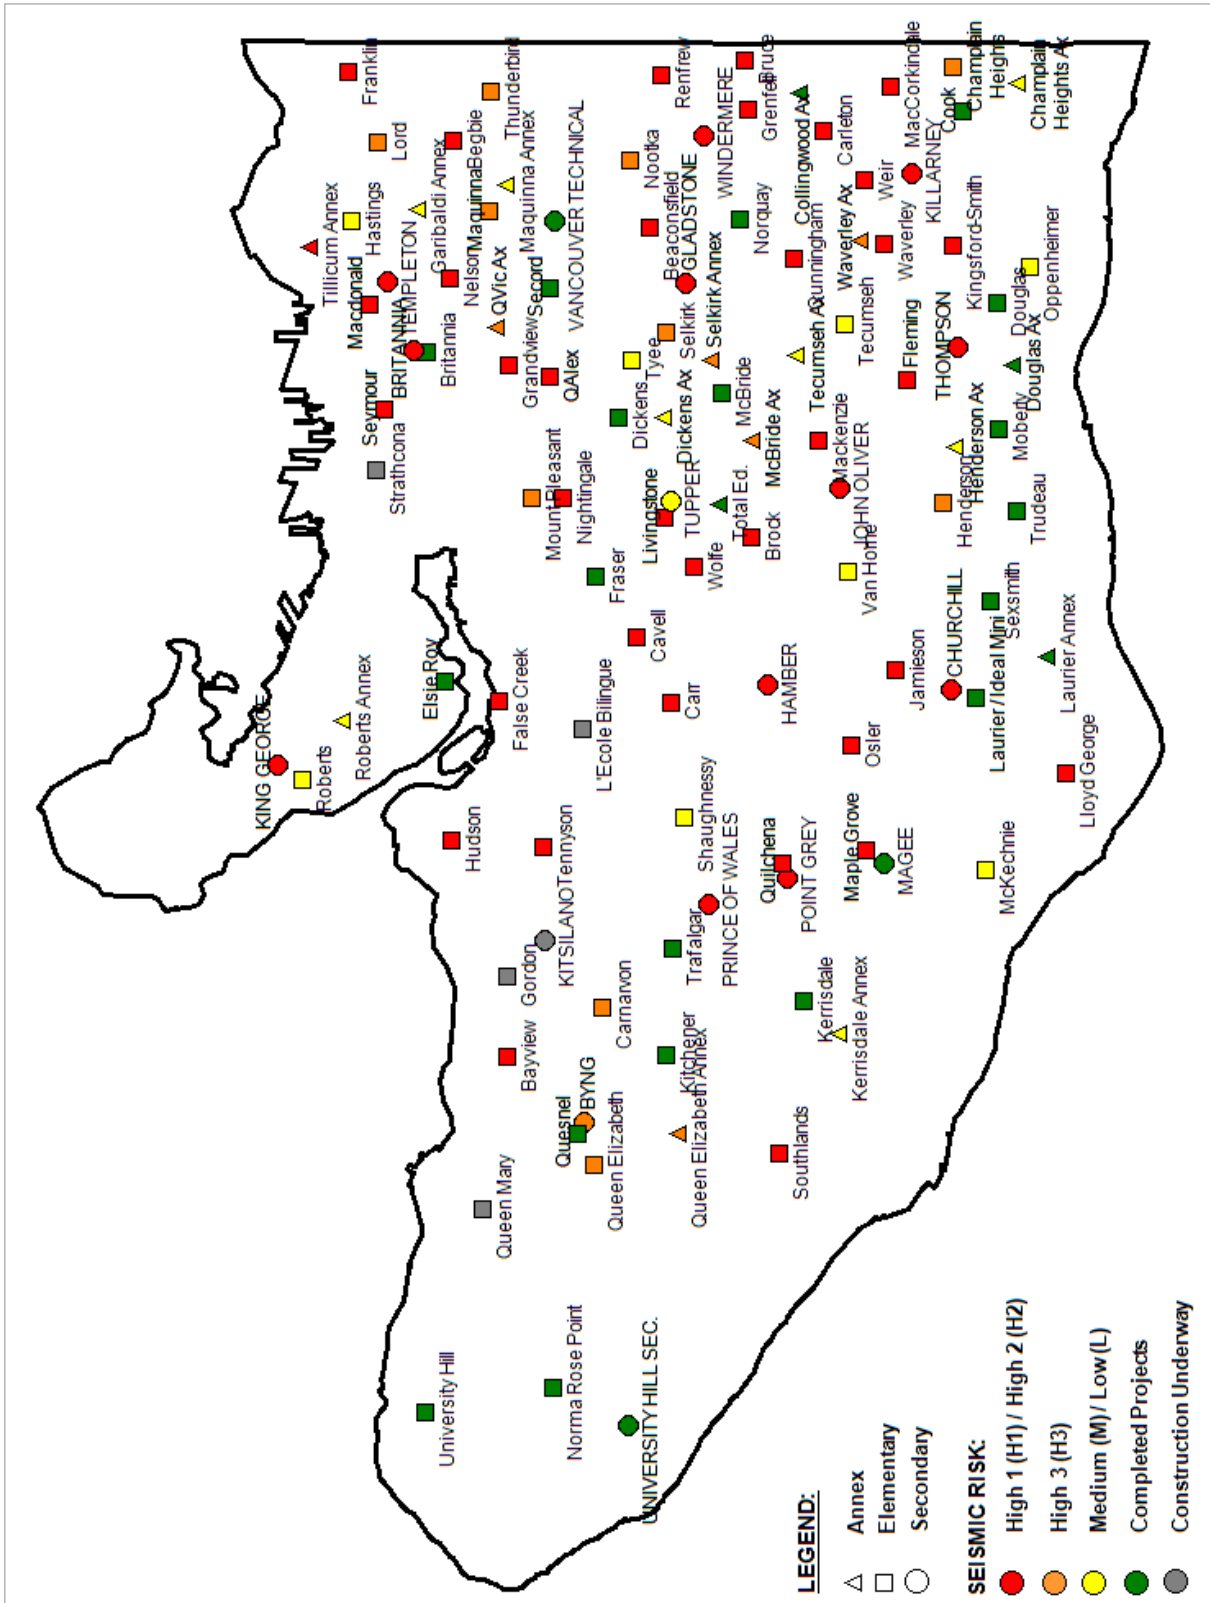 University Hill
Norma Rose Point
UNIVERSITY HILL SEC.
Queen Mary
Quesnel
BYNG
Queen Elizabeth
Queen Elizabeth Annex
Southlands
Bayview
Gordon
KITSILANO
Tennyson
Carnarvon
Kitchener
Trafalgar
PRINCE OF WALES
Shaughnessy
Kerrisdale
Kerrisdale Annex
Quilchena
POINT GREY
Maple Grove
MAGEE
McKechnie
Hudson
KING GEORGE
Roberts
Roberts Annex
Elsie Roy
False Creek
L'Ecole Bilingue
Carr
Cavell
HAMBER
Osler
Jamieson
CHURCHILL
Laurier / Ideal Mini
Sexsmith
Laurier Annex
Lloyd George
Fraser
Wolfe
Livingstone
TUPPER
Total Ed.
Brock
Van Horne
JOHN OLIVER
Mackenzie
Henderson
Henderson Ax
Trudeau
Moberly
Mount Pleasant
Nightingale
Strathcona
Seymour
BRITANNIA
Britannia
Macdonald
TEMPLETON
Tillicum Annex
Hastings
Garibaldi Annex
Franklin
Lord
Nelson
Begbie
Maquinna
Maquinna Annex
Thunderbird
QVic Ax
Grandview
QAlex
Secord
VANCOUVER TECHNICAL
Dickens
Dickens Ax
Tyee
Selkirk
Selkirk Annex
McBride
McBride Ax
Beaconsfield
GLADSTONE
Nootka
Renfrew
WINDERMERE
Norquay
Grenfell
Bruce
Collingwood Ax
Carleton
Cunningham
Tecumseh Ax
Tecumseh
Waverley Ax
Waverley
Weir
MacCorkindale
KILLARNEY
Cook
Champlain
Heights
Champlain
Heights Ax
Fleming
THOMPSON
Kingsford-Smith
Douglas
Douglas Ax
Oppenheimer
LEGEND:
Annex
Elementary
Secondary
SEISMIC RISK:
High 1 (H1) / High 2 (H2)
High 3 (H3)
Medium (M) / Low (L)
Completed Projects
Construction Underway